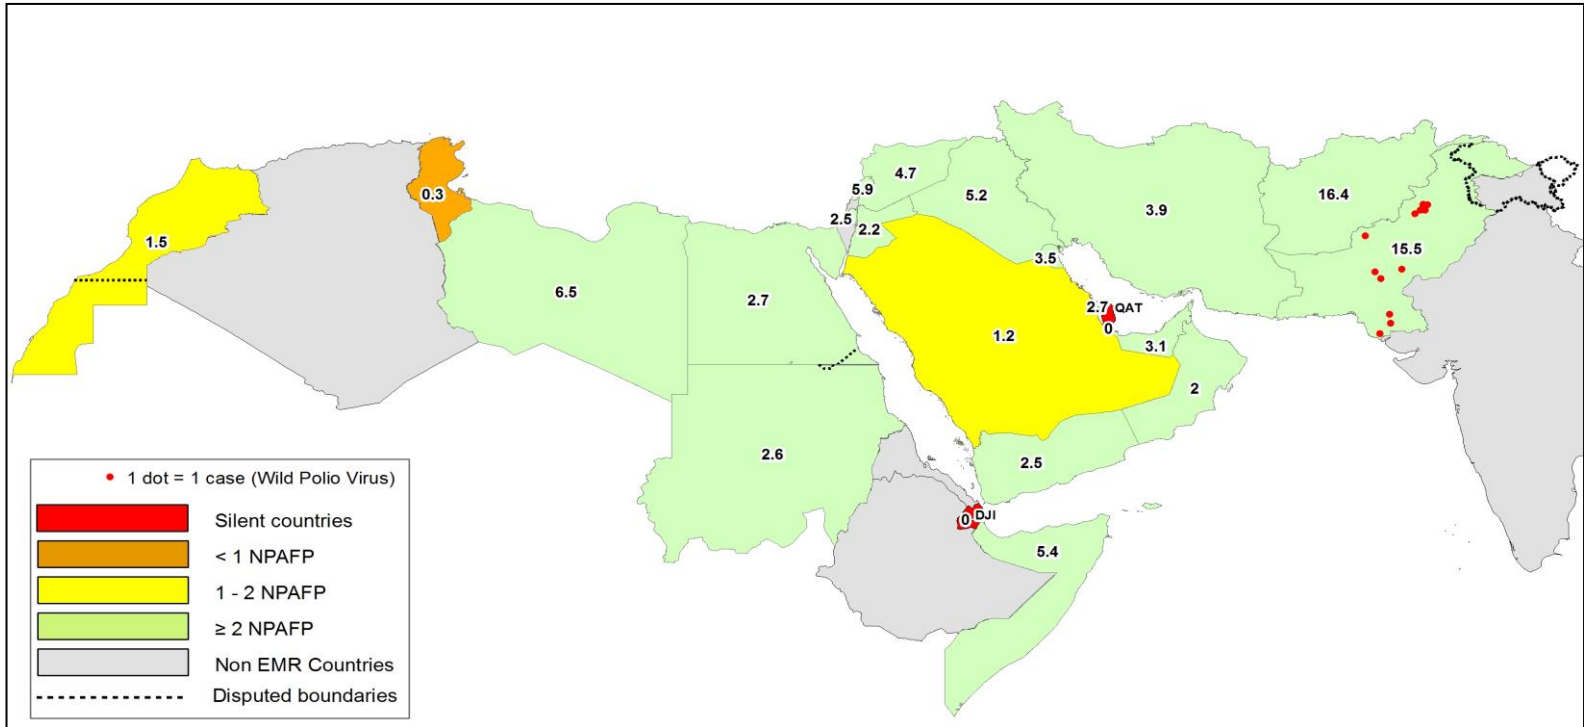 4.7
5.9
5.2
0.3
16.4
3.9
2.5
2.2
1.5
15.5
3.5
6.5
2.7
2.7
QAT
0
1.2
3.1
2
2.6
2.5
0
DJI
5.4
1 dot = 1 case (Wild Polio Virus)
Silent countries
< 1 NPAFP
1 - 2 NPAFP
≥ 2 NPAFP
Non EMR Countries
Disputed boundaries